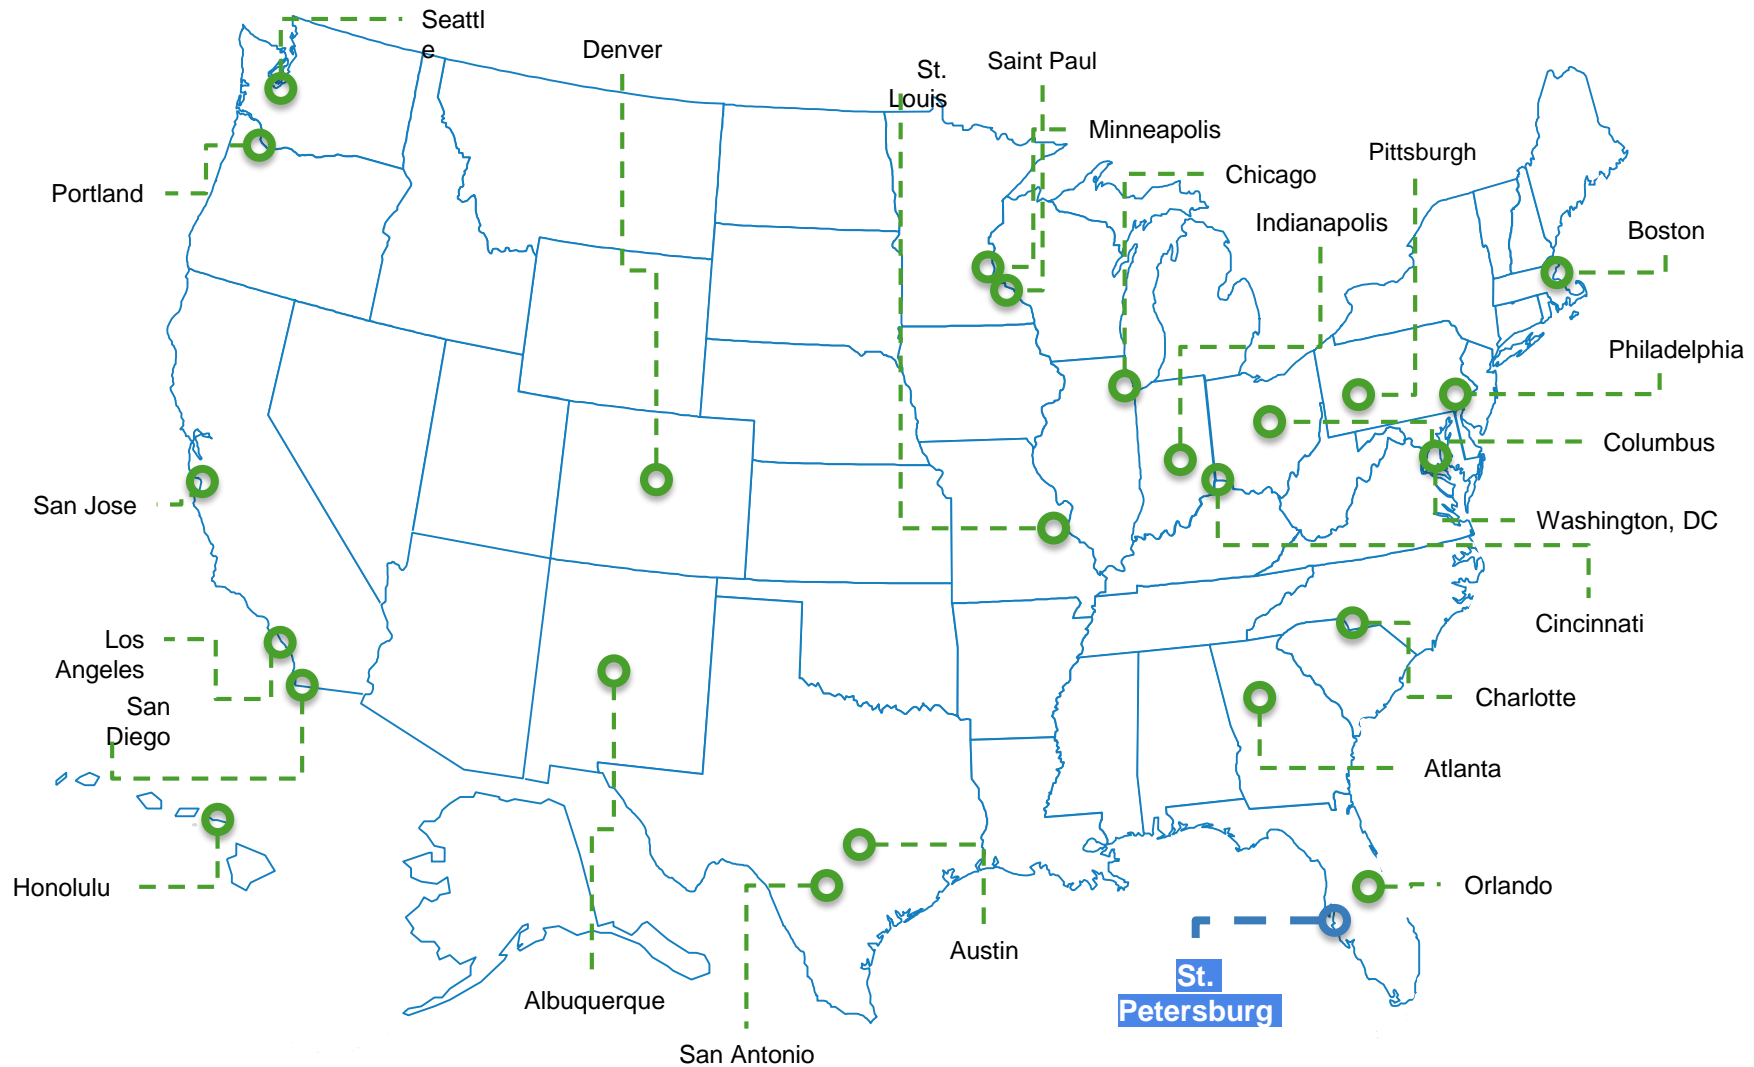 Seattl
e
Denver
St.
Louis
Saint Paul
Minneapolis
Pittsburgh
Chicago
Portland
Indianapolis
Boston
Philadelphia
Columbus
San Jose
Washington, DC
Cincinnati
Los
Angeles
Charlotte
San
Diego
Atlanta
Honolulu
Orlando
Austin
St.
Petersburg
Albuquerque
San Antonio